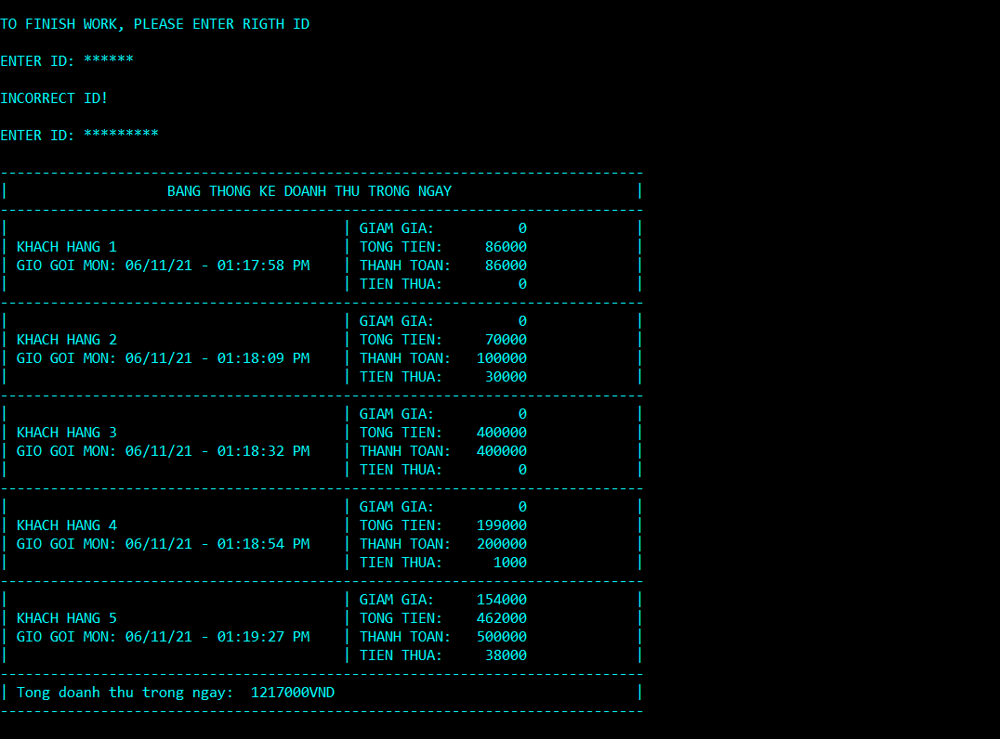 TO FINISH WORK, PLEASE ENTER RIGTH ID
ENTER ID: ******
INCORRECT ID!
ENTER ID: *********
-----------------------------------------------------------------------------
| BANG THONG KE DOANH THU TRONG NGAY |
-----------------------------------------------------------------------------
| | GIAM GIA: 0 |
| KHACH HANG 1 | TONG TIEN: 86000 |
| GIO GOI MON: 06/11/21 - 01:17:58 PM | THANH TOAN: 86000 |
| | TIEN THUA: 0 |
-----------------------------------------------------------------------------
| | GIAM GIA: 0 |
| KHACH HANG 2 | TONG TIEN: 70000 |
| GIO GOI MON: 06/11/21 - 01:18:09 PM | THANH TOAN: 100000 |
| | TIEN THUA: 30000 |
-----------------------------------------------------------------------------
| | GIAM GIA: 0 |
| KHACH HANG 3 | TONG TIEN: 400000 |
| GIO GOI MON: 06/11/21 - 01:18:32 PM | THANH TOAN: 400000 |
| | TIEN THUA: 0 |
-----------------------------------------------------------------------------
| | GIAM GIA: 0 |
| KHACH HANG 4 | TONG TIEN: 199000 |
| GIO GOI MON: 06/11/21 - 01:18:54 PM | THANH TOAN: 200000 |
| | TIEN THUA: 1000 |
-----------------------------------------------------------------------------
| | GIAM GIA: 154000 |
| KHACH HANG 5 | TONG TIEN: 462000 |
| GIO GOI MON: 06/11/21 - 01:19:27 PM | THANH TOAN: 500000 |
| | TIEN THUA: 38000 |
-----------------------------------------------------------------------------
| Tong doanh thu trong ngay: 1217000VND |
-----------------------------------------------------------------------------